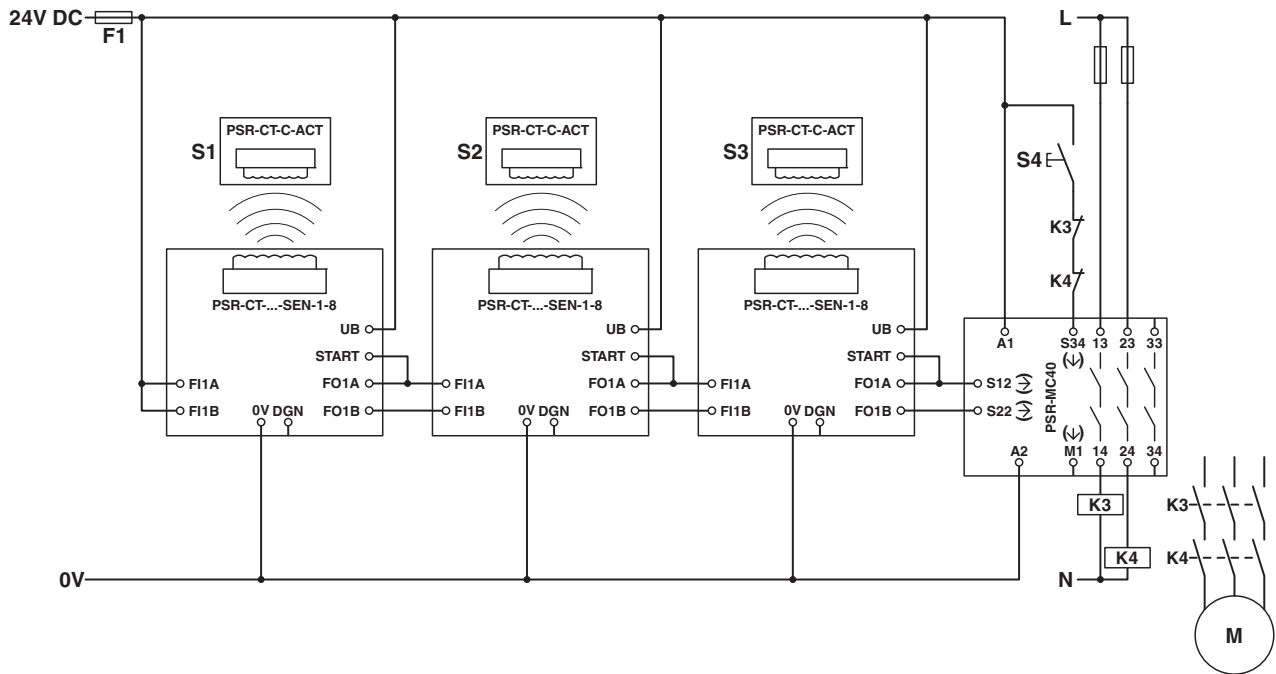 24V DC
F1
L
PSR-CT-C-ACT
S1
PSR-CT-C-ACT
S2
PSR-CT-C-ACT
S3
S4
K3
K4
PSR-CT-...-SEN-1-8
UB
START
FI1A
FO1A
FI1B
0V DGN
FO1B
PSR-CT-...-SEN-1-8
UB
START
FI1A
FO1A
FI1B
0V DGN
FO1B
PSR-CT-...-SEN-1-8
UB
START
FI1A
FO1A
FI1B
0V DGN
FO1B
A1
S34
13
23
33
S12
S22
PSR-MC40
A2
M1
14
24
34
K3
K4
0V
N
K3
K4
M